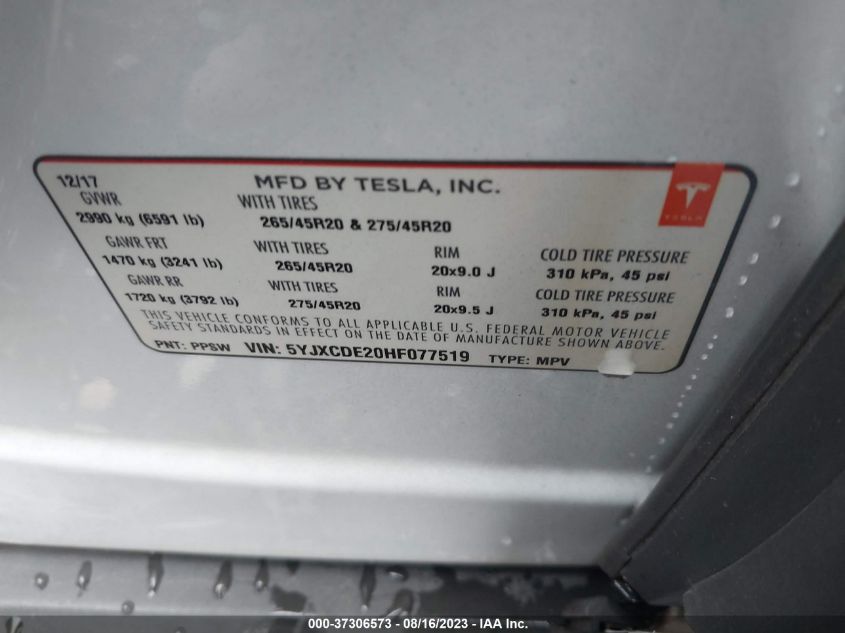 12/17 MFD BY TESLA, INC. TESLA
GVWR WITH TIRES
2990 kg (6591 lb) 265/45R20 & 275/45R20
GAWR FRT WITH TIRES RIM COLD TIRE PRESSURE
1470 kg (3241 lb) 265/45R20 20x9.0 J 310 kPa, 45 psi
GAWR RR WITH TIRES RIM COLD TIRE PRESSURE
1720 kg (3792 lb) 275/45R20 20x9.5 J 310 kPa, 45 psi
THIS VEHICLE CONFORMS TO ALL APPLICABLE U.S. FEDERAL MOTOR VEHICLE
SAFETY STANDARDS IN EFFECT ON THE DATE OF MANUFACTURE SHOWN ABOVE.
PNT: PPSW VIN: 5YJXCDE20HF077519 TYPE: MPV
000-37306573 - 08/16/2023 - IAA Inc.